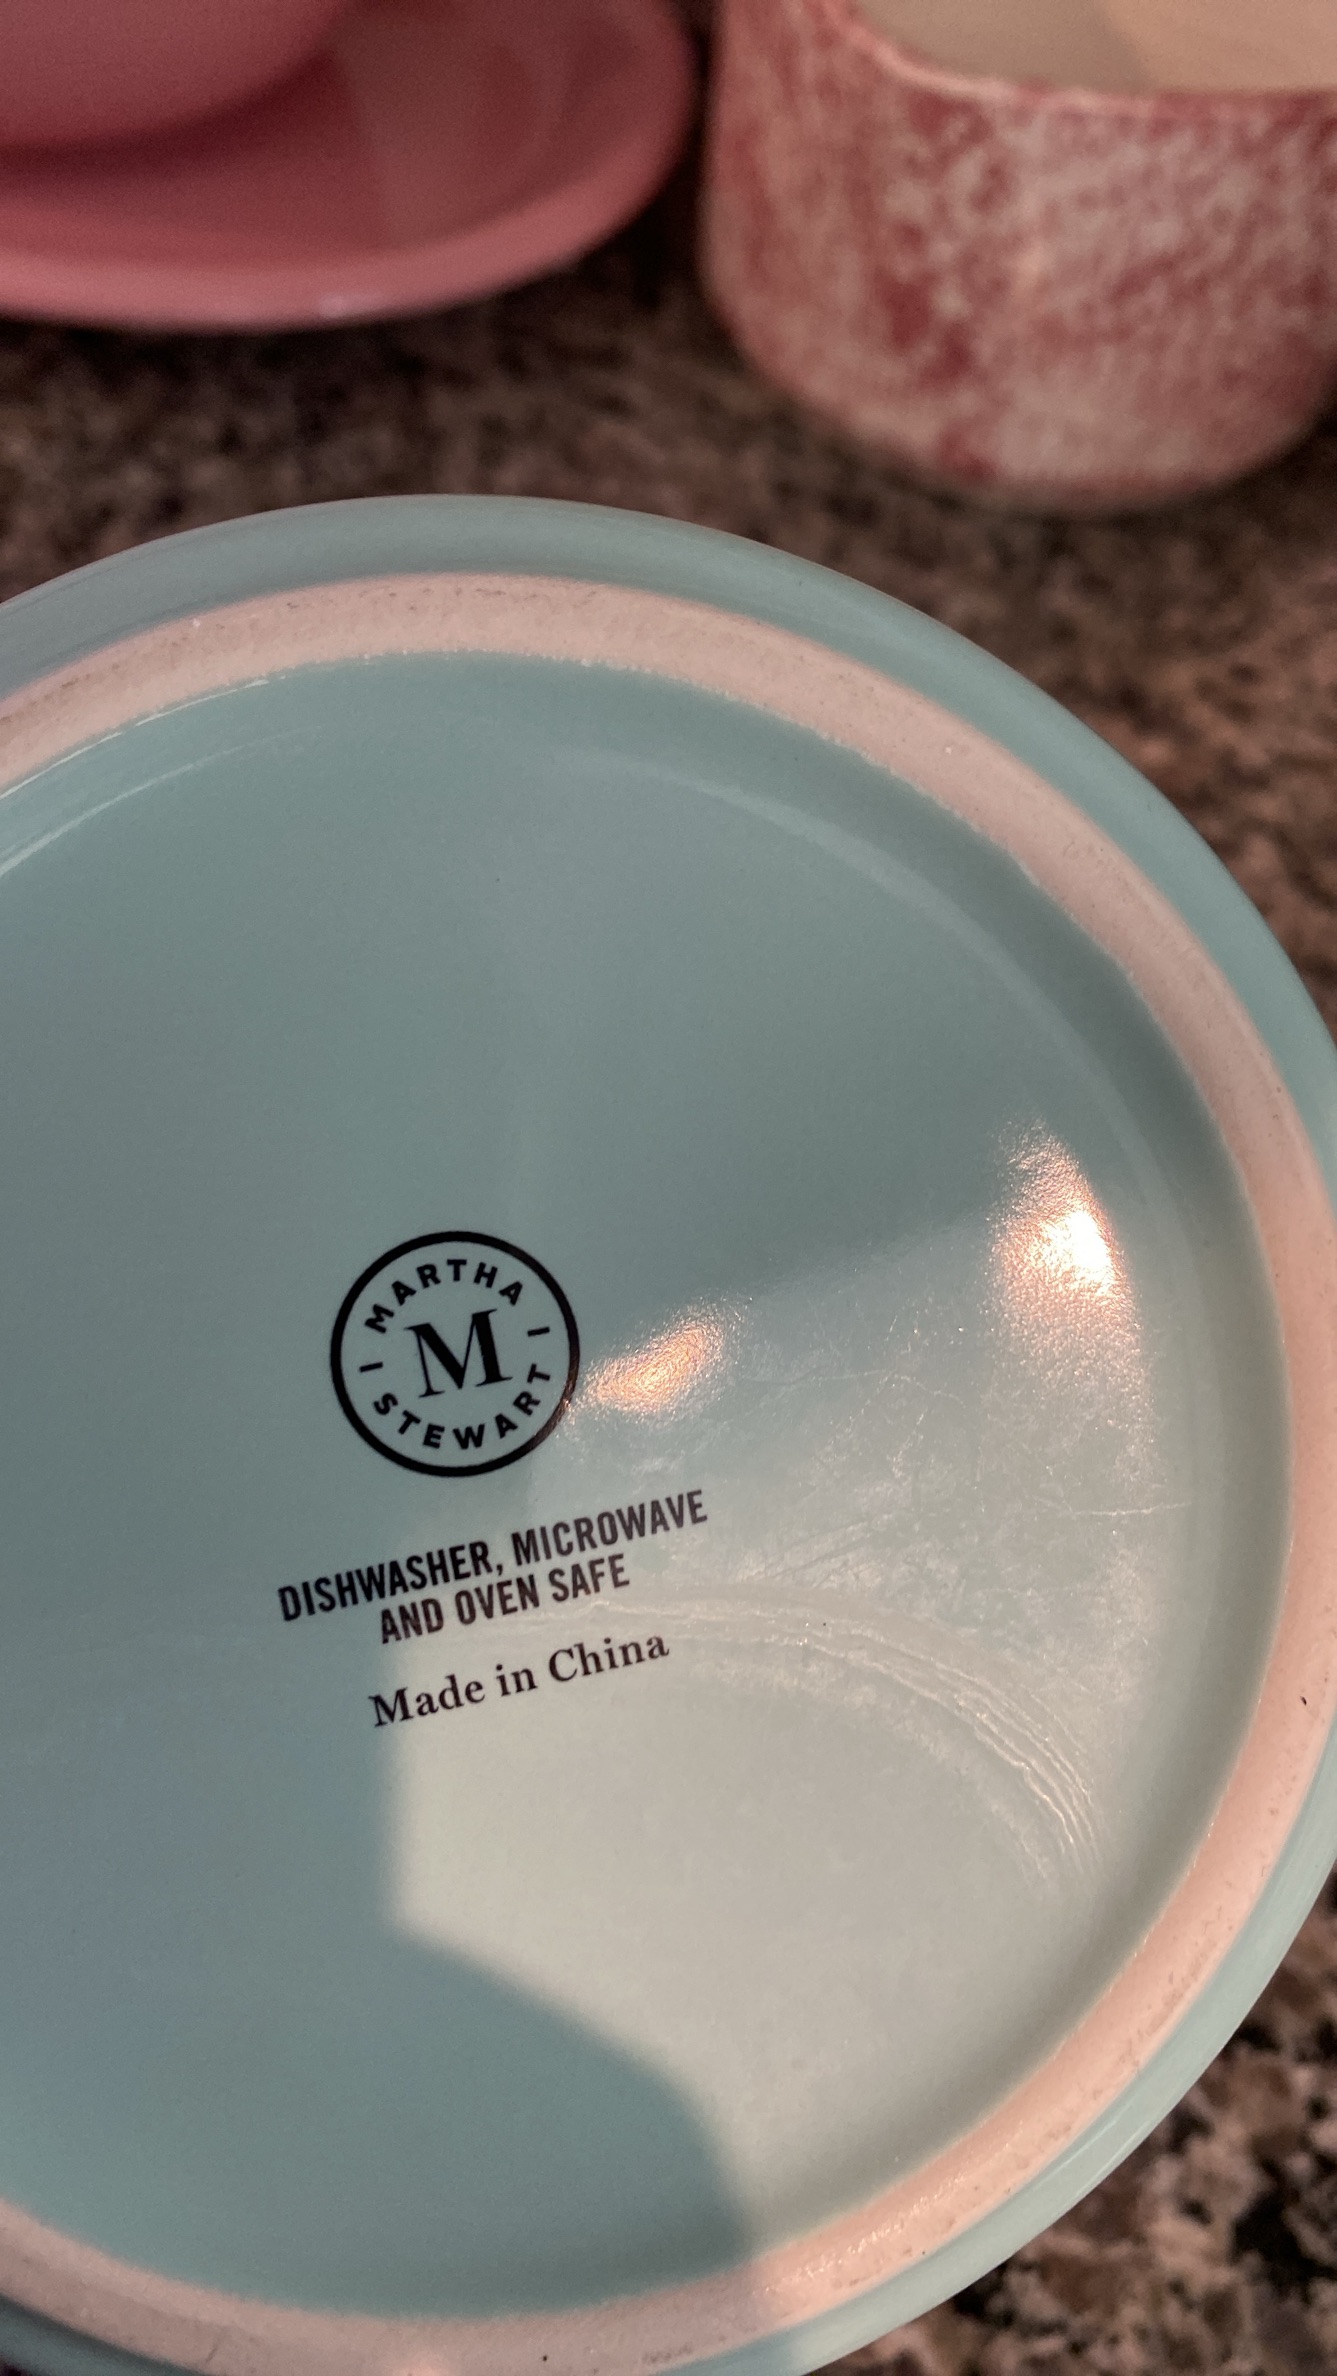 MARTHA
M
STEWART
DISHWASHER, MICROWAVE
AND OVEN SAFE
Made in China